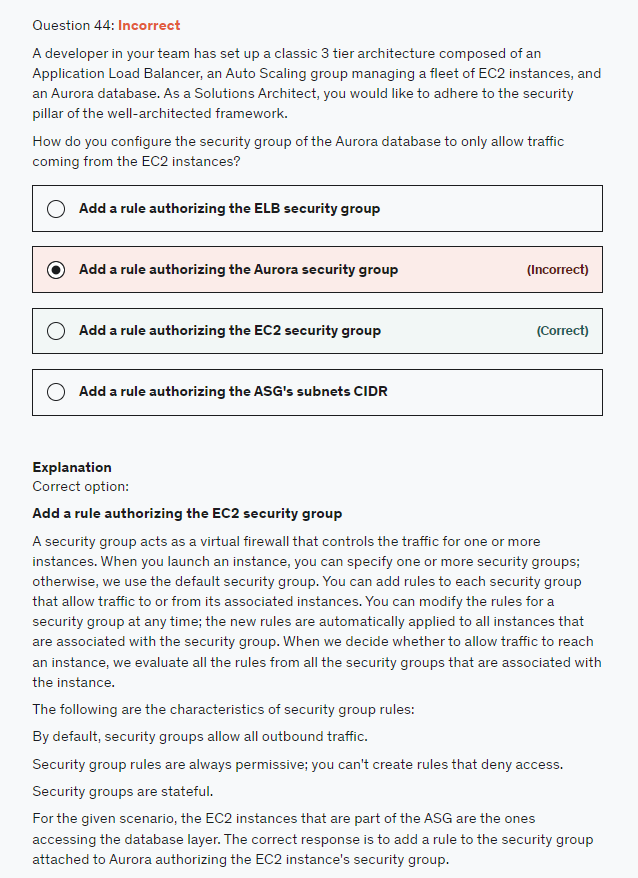 Question 44: Incorrect
A developer in your team has set up a classic 3 tier architecture composed of an
Application Load Balancer, an Auto Scaling group managing a fleet of EC2 instances, and
an Aurora database. As a Solutions Architect, you would like to adhere to the security
pillar of the well-architected framework.
How do you configure the security group of the Aurora database to only allow traffic
coming from the EC2 instances?
Add a rule authorizing the ELB security group
Add a rule authorizing the Aurora security group (Incorrect)
Add a rule authorizing the EC2 security group (Correct)
Add a rule authorizing the ASG's subnets CIDR
Explanation
Correct option:
Add a rule authorizing the EC2 security group
A security group acts as a virtual firewall that controls the traffic for one or more
instances. When you launch an instance, you can specify one or more security groups;
otherwise, we use the default security group. You can add rules to each security group
that allow traffic to or from its associated instances. You can modify the rules for a
security group at any time; the new rules are automatically applied to all instances that
are associated with the security group. When we decide whether to allow traffic to reach
an instance, we evaluate all the rules from all the security groups that are associated with
the instance.
The following are the characteristics of security group rules:
By default, security groups allow all outbound traffic.
Security group rules are always permissive; you can't create rules that deny access.
Security groups are stateful.
For the given scenario, the EC2 instances that are part of the ASG are the ones
accessing the database layer. The correct response is to add a rule to the security group
attached to Aurora authorizing the EC2 instance's security group.